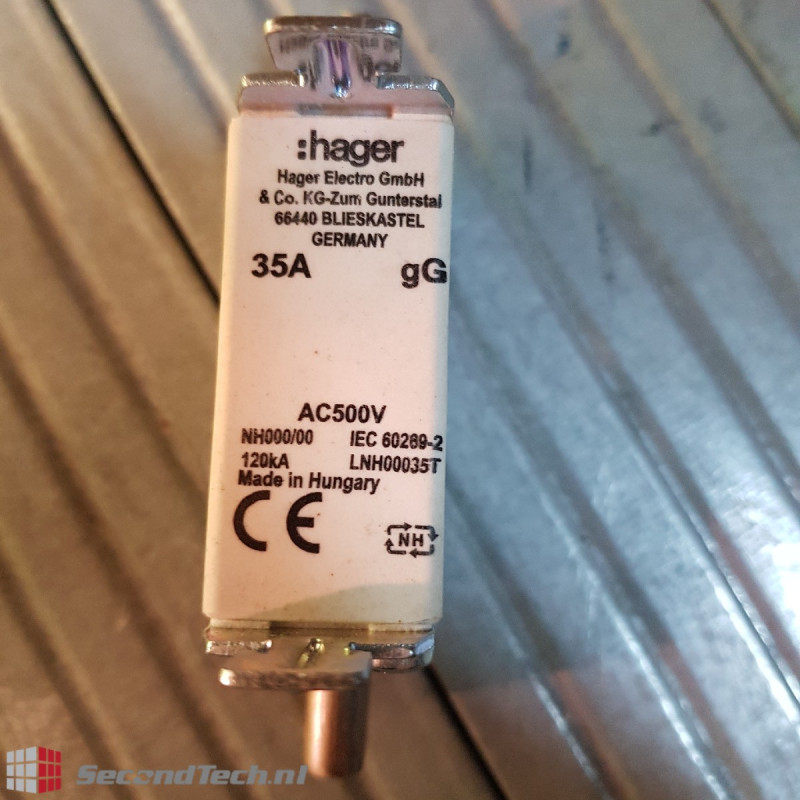 :hager
Hager Electro GmbH
& Co. KG-Zum Gunterstal
66440 BLIESKASTEL
GERMANY
35A gG
AC500V
NH000/00 IEC 60269-2
120kA LNH00035T
Made in Hungary
CE
NH
SecondTech.nl